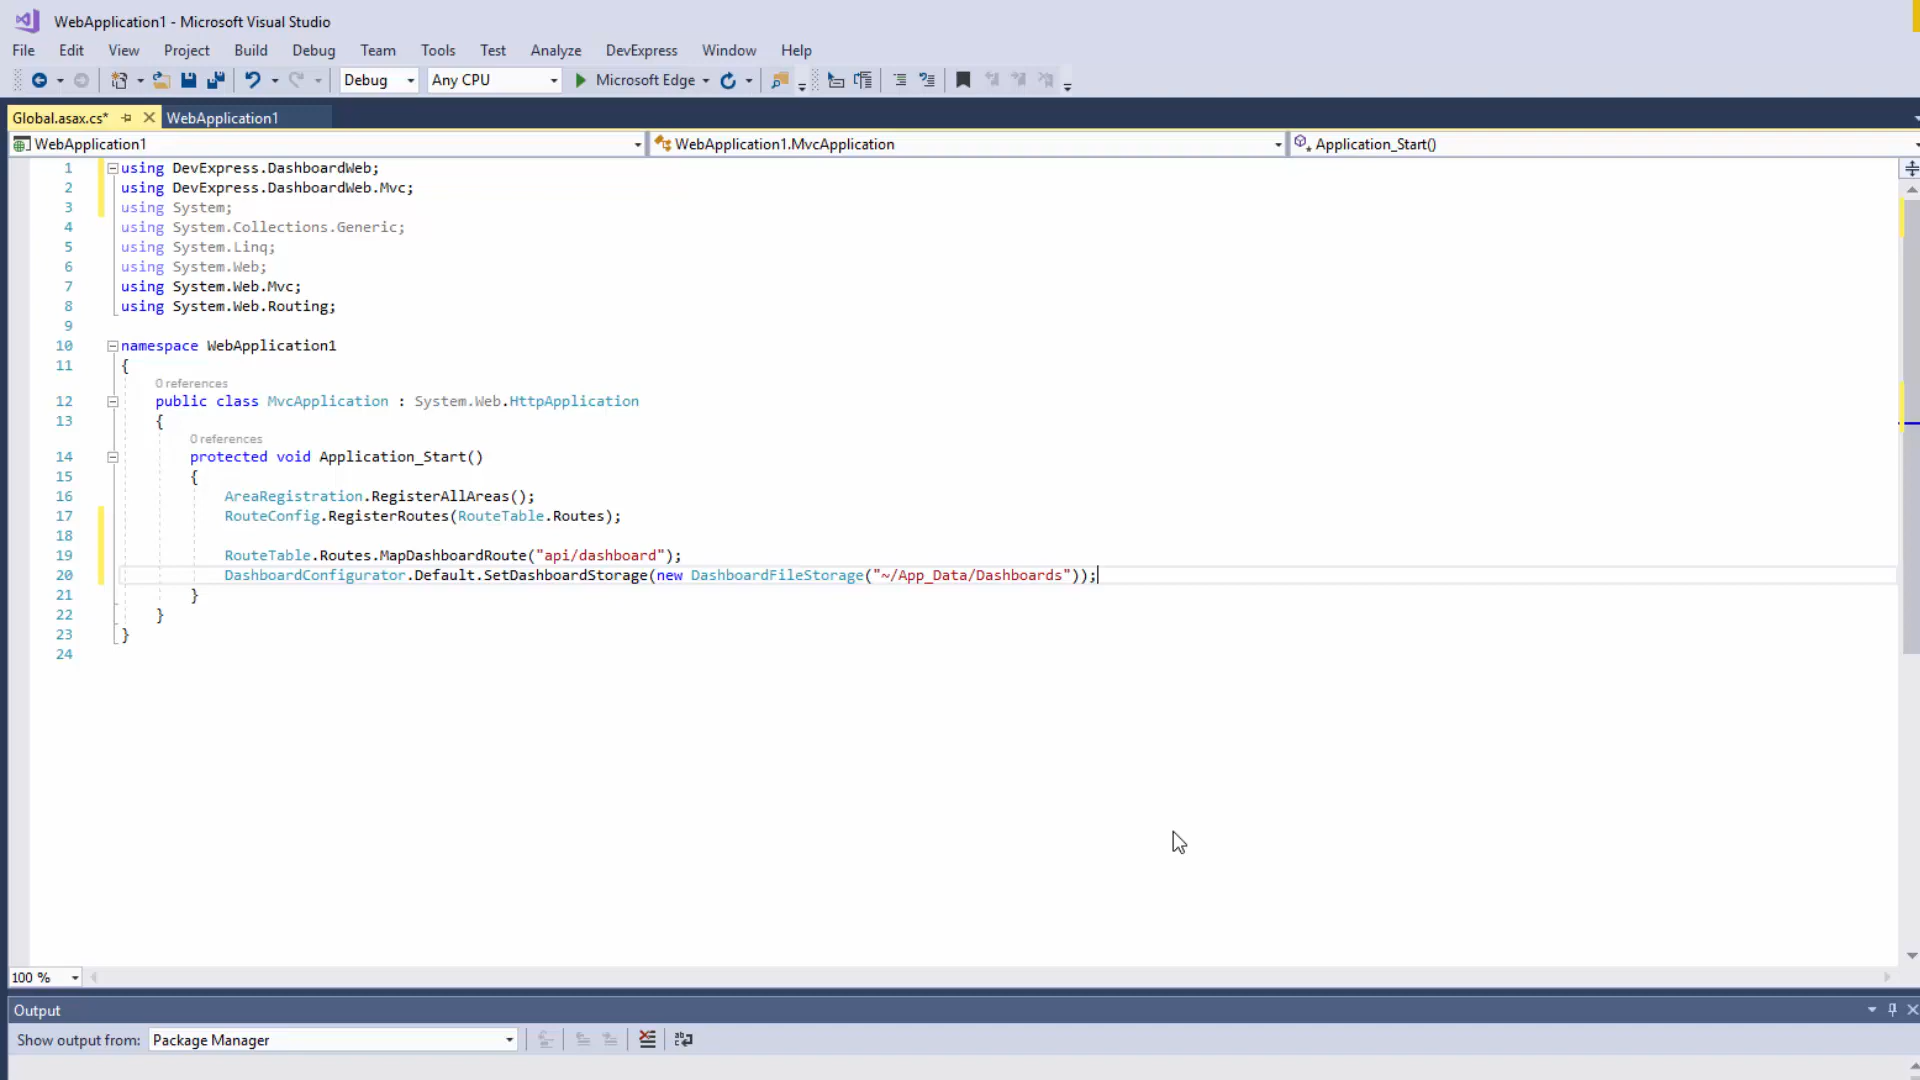 WebApplication1 - Microsoft Visual Studio
File Edit View Project Build Debug Team Tools Test Analyze DevExpress Window Help
Debug Any CPU Microsoft Edge
Global.asax.cs* WebApplication1
WebApplication1 WebApplication1.MvcApplication Application_Start()
1 using DevExpress.DashboardWeb;
2 using DevExpress.DashboardWeb.Mvc;
3 using System;
4 using System.Collections.Generic;
5 using System.Linq;
6 using System.Web;
7 using System.Web.Mvc;
8 using System.Web.Routing;
9
10 namespace WebApplication1
11 {
0 references
12 public class MvcApplication : System.Web.HttpApplication
13 {
0 references
14 protected void Application_Start()
15 {
16 AreaRegistration.RegisterAllAreas();
17 RouteConfig.RegisterRoutes(RouteTable.Routes);
18
19 RouteTable.Routes.MapDashboardRoute("api/dashboard");
20 DashboardConfigurator.Default.SetDashboardStorage(new DashboardFileStorage("~/App_Data/Dashboards"));
21 }
22 }
23 }
24
100 %
Output
Show output from: Package Manager